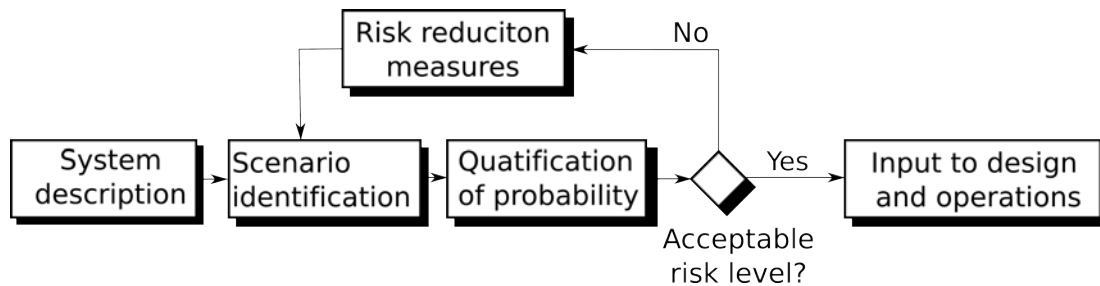 Risk reduciton
measures
No
System
description
Scenario
identification
Quatification
of probability
Yes
Input to design
and operations
Acceptable
risk level?